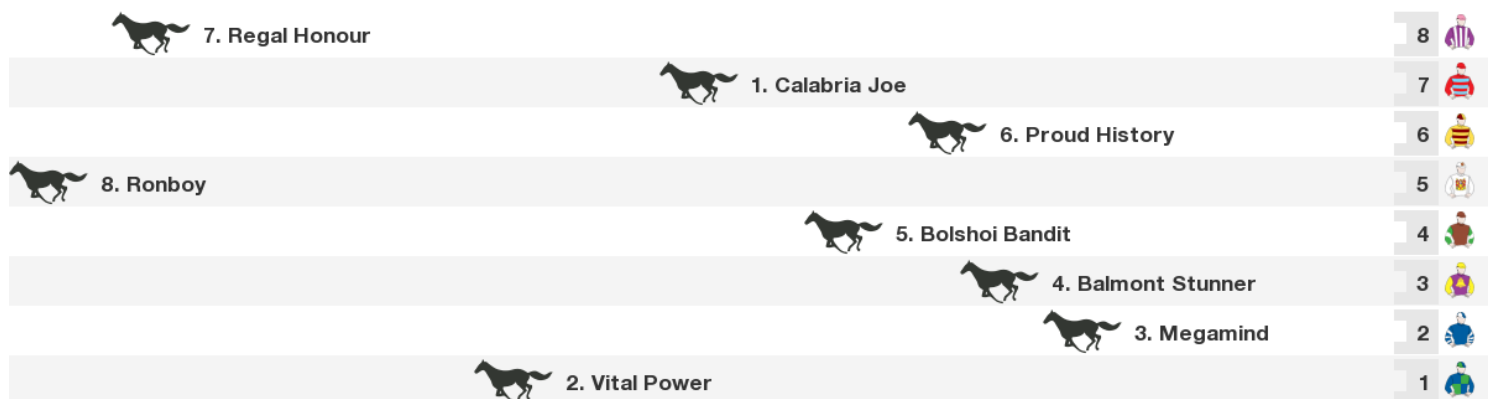 7. Regal Honour 8
1. Calabria Joe 7
6. Proud History 6
8. Ronboy 5
5. Bolshoi Bandit 4
4. Balmont Stunner 3
3. Megamind 2
2. Vital Power 1